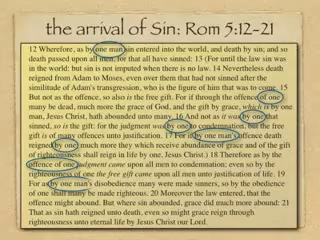 the arrival of Sin: Rom 5:12-21
12 Wherefore, as by one man sin entered into the world, and death by sin; and so
death passed upon all men, for that all have sinned: 13 (For until the law sin was
in the world: but sin is not imputed when there is no law. 14 Nevertheless death
reigned from Adam to Moses, even over them that had not sinned after the
similitude of Adam's transgression, who is the figure of him that was to come. 15
But not as the offence, so also is the free gift. For if through the offence of one
many be dead, much more the grace of God, and the gift by grace, which is by one
man, Jesus Christ, hath abounded unto many. 16 And not as it was by one that
sinned, so is the gift: for the judgment was by one to condemnation, but the free
gift is of many offences unto justification. 17 For if by one man's offence death
reigned by one; much more they which receive abundance of grace and of the gift
of righteousness shall reign in life by one, Jesus Christ.) 18 Therefore as by the
offence of one judgment came upon all men to condemnation; even so by the
righteousness of one the free gift came upon all men unto justification of life. 19
For as by one man's disobedience many were made sinners, so by the obedience
of one shall many be made righteous. 20 Moreover the law entered, that the
offence might abound. But where sin abounded, grace did much more abound: 21
That as sin hath reigned unto death, even so might grace reign through
righteousness unto eternal life by Jesus Christ our Lord.